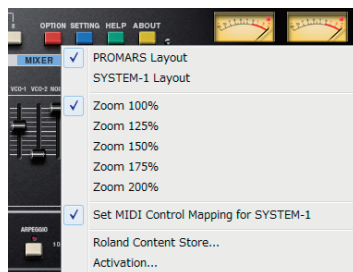 OPTION SETTING HELP ABOUT
MIXER
VCO-1 VCO-2
ARPEGGIO
PROMARS Layout
SYSTEM-1 Layout
Zoom 100%
Zoom 125%
Zoom 150%
Zoom 175%
Zoom 200%
Set MIDI Control Mapping for SYSTEM-1
Roland Content Store...
Activation...